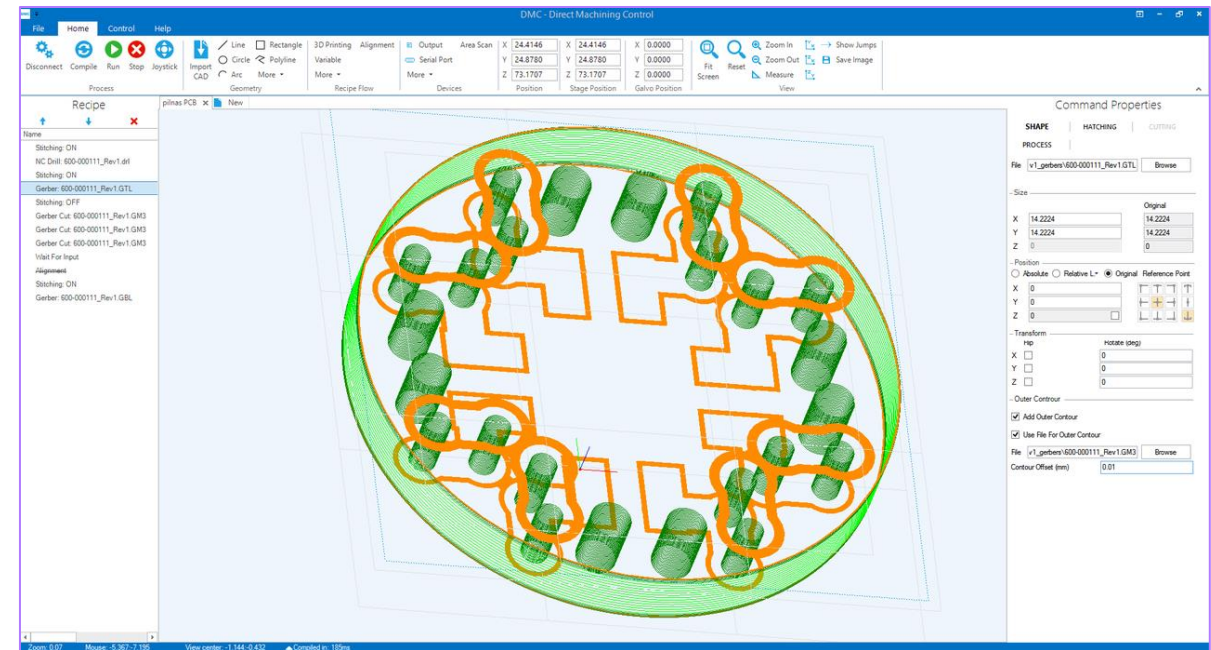 DMC - Direct Machining Control
File Home Control Help
Disconnect Compile Run Stop Joystick
Import CAD
Line Rectangle
Circle Polyline
Arc More
3D Printing Alignment
Variable
More
Output Area Scan
Serial Port
More
X 24.4146 X 24.4146 X 0.0000
Y 24.8780 Y 24.8780 Y 0.0000
Z 73.1707 Z 73.1707 Z 0.0000
Fit Screen
Reset
Zoom In Show Jumps
Zoom Out Save Image
Measure
Process Geometry Recipe Flow Devices Position Stage Position Galvo Position View
Recipe
Name
Stitching: ON
NC Drill: 600-000111_Rev1.drl
Stitching: ON
Gerber: 600-000111_Rev1.GTL
Stitching: OFF
Gerber Cut: 600-000111_Rev1.GM3
Gerber Cut: 600-000111_Rev1.GM3
Gerber Cut: 600-000111_Rev1.GM3
Wait For Input
Alignment
Stitching: ON
Gerber: 600-000111_Rev1.GBL
pilnas PCB New
Command Properties
SHAPE HATCHING CUTTING
PROCESS
File v1_gerbers\600-000111_Rev1.GTL Browse
Size
Original
X 14.2224 14.2224
Y 14.2224 14.2224
Z 0 0
Position
Absolute Relative L Original Reference Point
X 0
Y 0
Z 0
Transform
Flip Rotate (deg)
X 0
Y 0
Z 0
Outer Contour
Add Outer Contour
Use File For Outer Contour
File v1_gerbers\600-000111_Rev1.GM3 Browse
Contour Offset (mm) 0.01
Zoom: 0.07 Mouse: -5.367:-7.195 View center: -1.144:-0.432 Compiled in: 185ms